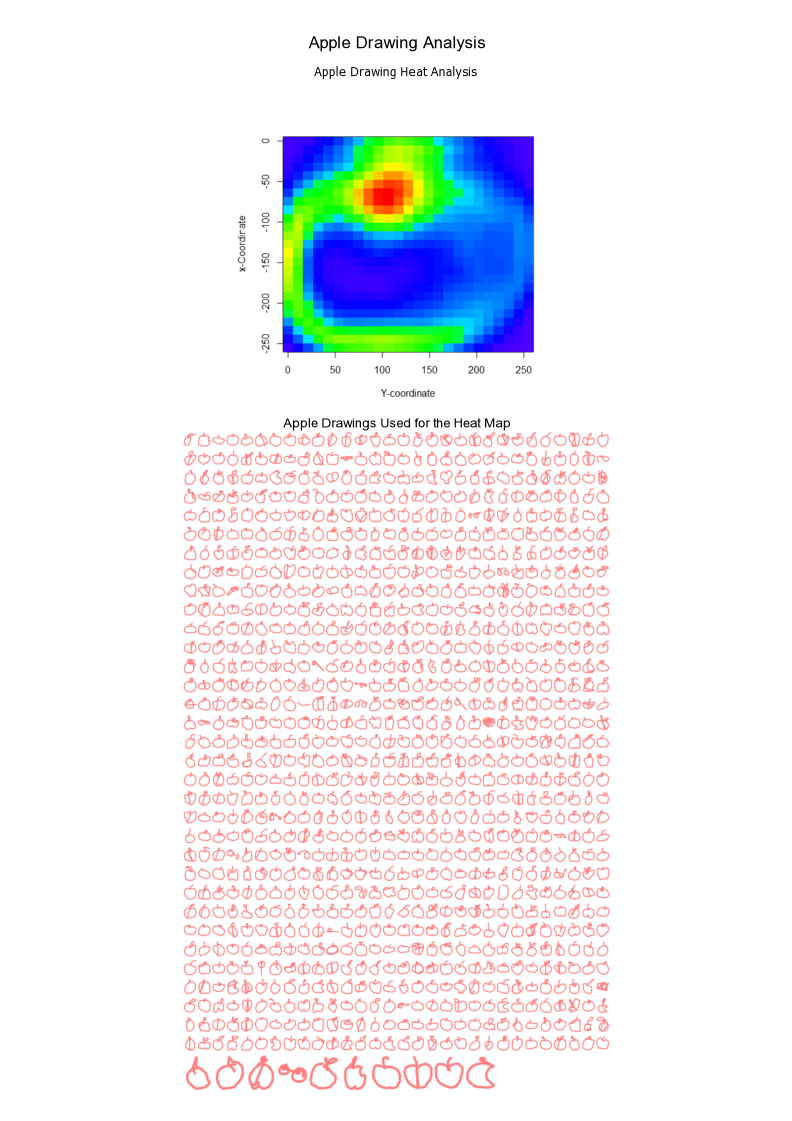 Apple Drawing Analysis
Apple Drawing Heat Analysis
0
-50
-100
-150
-200
-250
x-Coordinate
0 50 100 150 200 250
Y-coordinate
Apple Drawings Used for the Heat Map